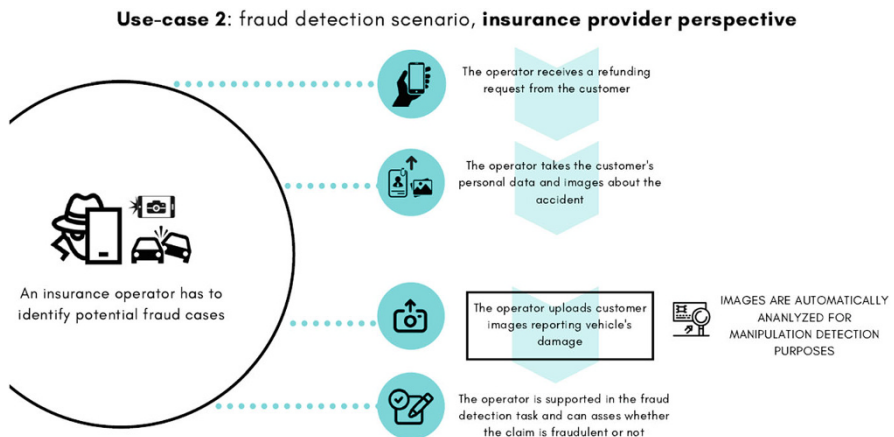 Use-case 2: fraud detection scenario, insurance provider perspective
The operator receives a refunding
request from the customer
The operator takes the customer's
personal data and images about the
accident
An insurance operator has to
identify potential fraud cases
The operator uploads customer
images reporting vehicle's
damage
IMAGES ARE AUTOMATICALLY
ANANLYZED FOR
MANIPULATION DETECTION
PURPOSES
The operator is supported in the fraud
detection task and can asses whether
the claim is fraudulent or not